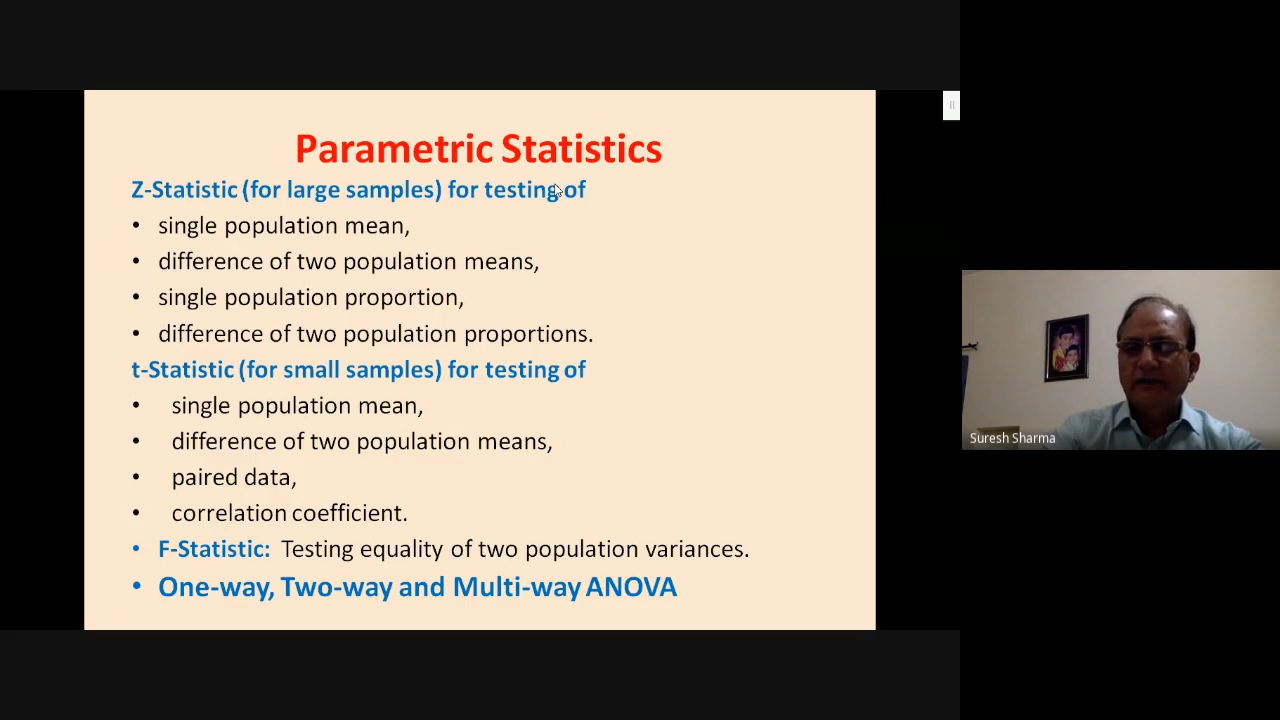 Parametric Statistics
Z-Statistic (for large samples) for testing of
• single population mean,
• difference of two population means,
• single population proportion,
• difference of two population proportions.
t-Statistic (for small samples) for testing of
• single population mean,
• difference of two population means,
• paired data,
• correlation coefficient.
• F-Statistic: Testing equality of two population variances.
• One-way, Two-way and Multi-way ANOVA
Suresh Sharma